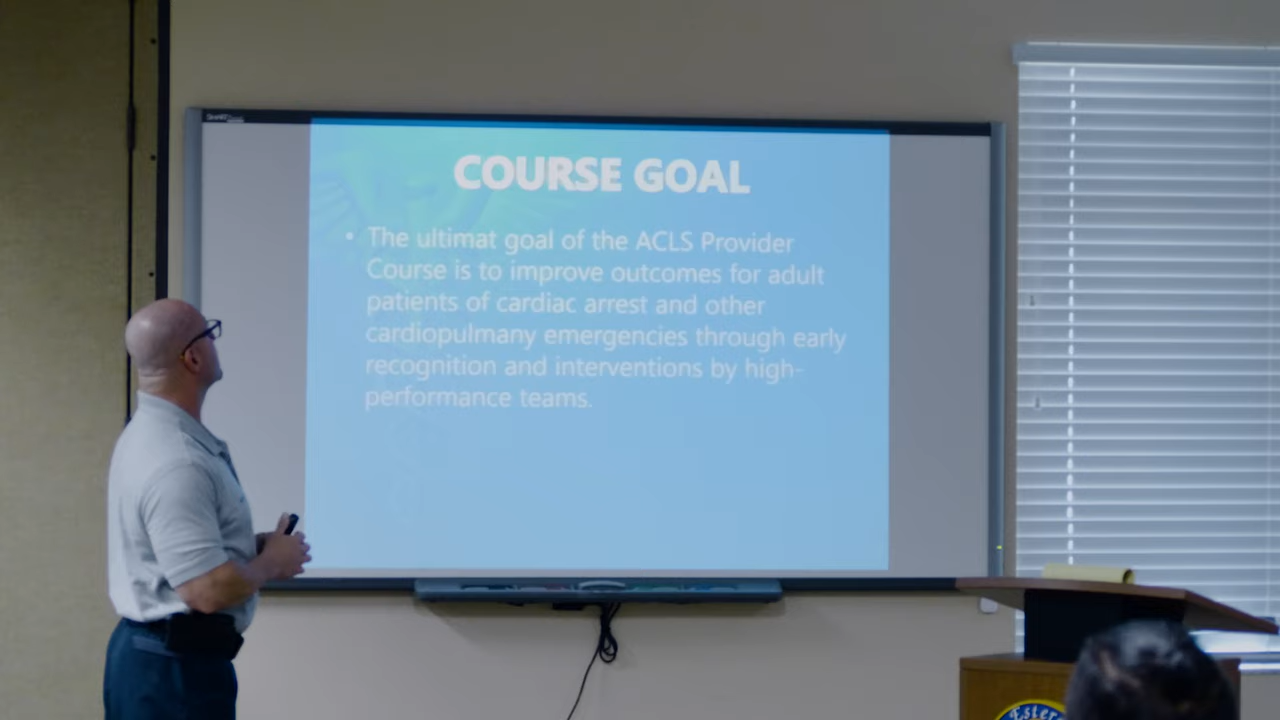 COURSE GOAL
• The ultimat goal of the ACLS Provider
Course is to improve outcomes for adult
patients of cardiac arrest and other
cardiopulmany emergencies through early
recognition and interventions by high-
performance teams.
Ester